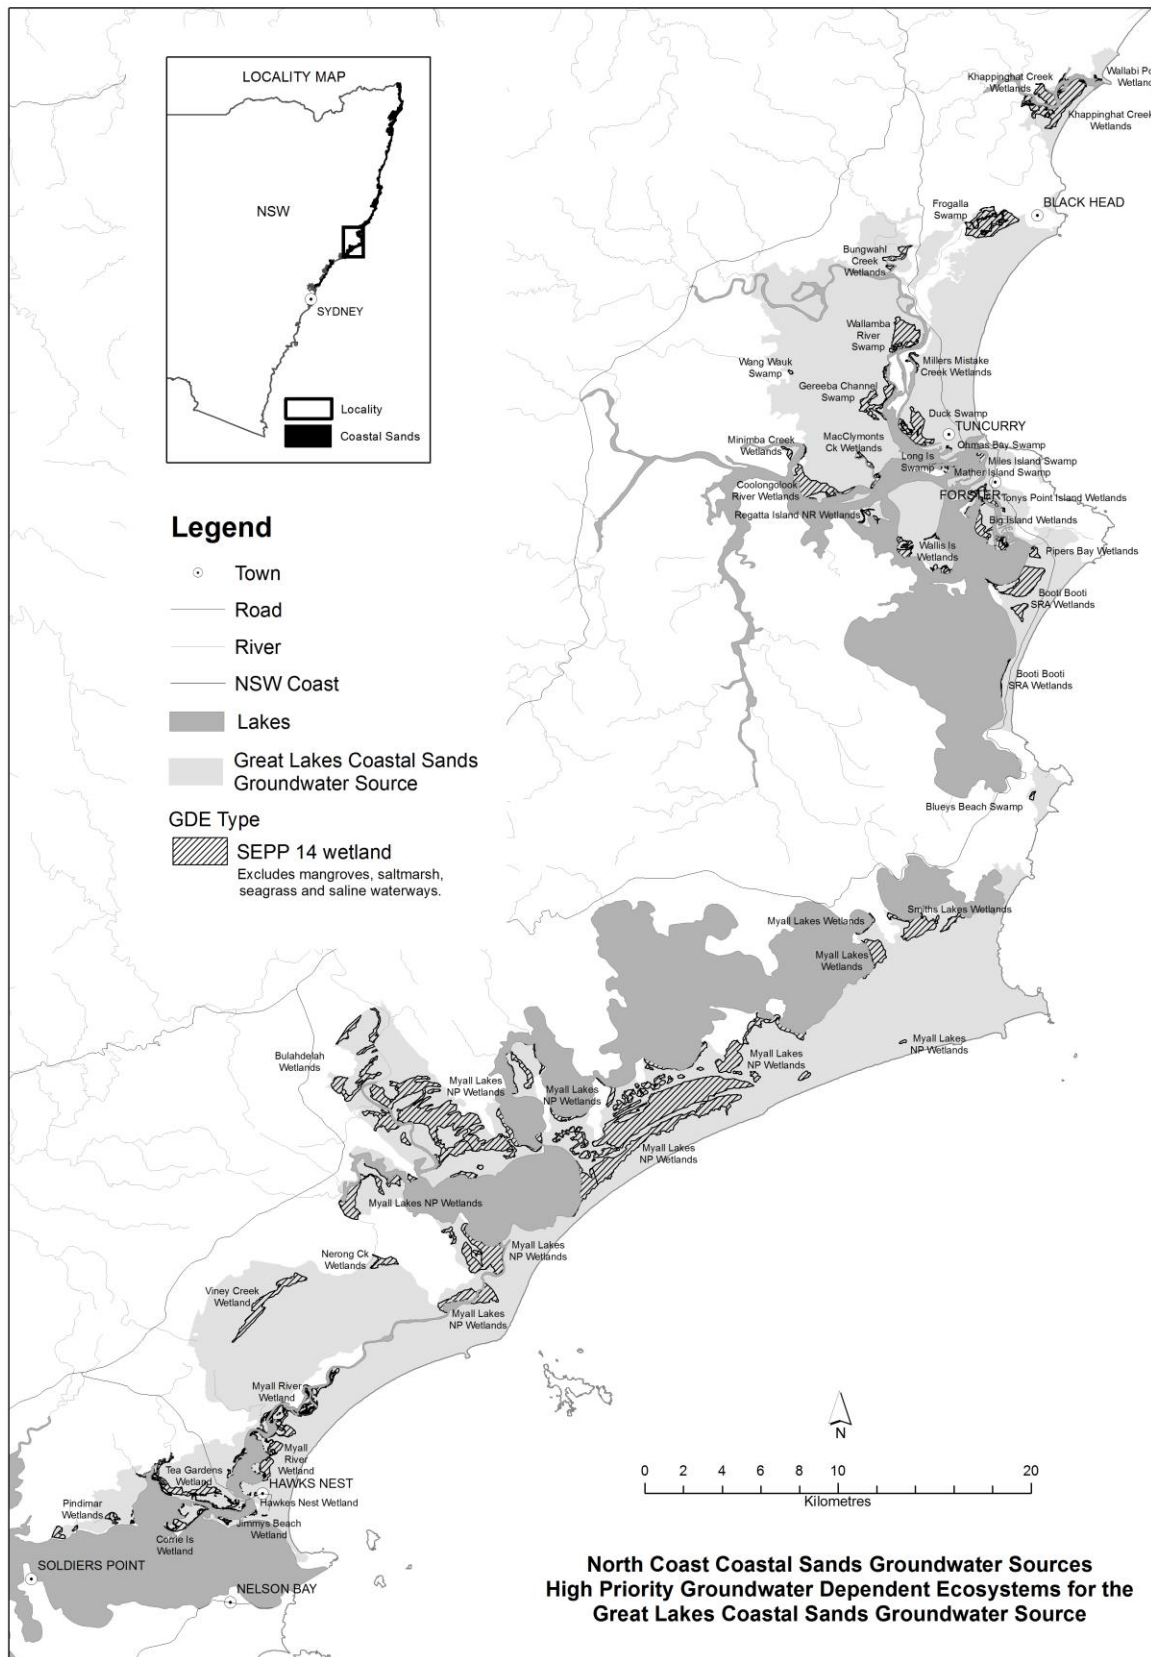 LOCALITY MAP
NSW
SYDNEY
Locality
Coastal Sands
Legend
Town
Road
River
NSW Coast
Lakes
Great Lakes Coastal Sands
Groundwater Source
GDE Type
SEPP 14 wetland
Excludes mangroves, saltmarsh,
seagrass and saline waterways.
Khappinghat Creek
Wetlands
Wallabi Po
Wetland
Khappinghat Creek
Wetlands
Frogalla
Swamp
BLACK HEAD
Bungwahl
Creek
Wetlands
Wallamba
River
Swamp
Wang Wauk
Swamp
Millers Mistake
Creek Wetlands
Gereeba Channel
Swamp
Duck Swamp
TUNCURRY
Minimba Creek
Wetlands
MacClymonts
Ck Wetlands
Ohmas Bay Swamp
Long Is
Swamp
Miles Island Swamp
Mather Island Swamp
Coolongolook
River Wetlands
FORSTER
Tonys Point Island Wetlands
Regatta Island NR Wetlands
Big Island Wetlands
Wallis Is
Wetlands
Pipers Bay Wetlands
Booti Booti
SRA Wetlands
Booti Booti
SRA Wetlands
Blueys Beach Swamp
Smiths Lakes Wetlands
Myall Lakes Wetlands
Myall Lakes
Wetlands
Myall Lakes
NP Wetlands
Bulahdelah
Wetlands
Myall Lakes
NP Wetlands
Myall Lakes
NP Wetlands
Myall Lakes
NP Wetlands
Myall Lakes
NP Wetlands
Myall Lakes NP Wetlands
Myall Lakes
NP Wetlands
Nerong Ck
Wetlands
Viney Creek
Wetland
Myall Lakes
NP Wetlands
Myall River
Wetland
Myall
River
Wetland
Tea Gardens
Wetland
HAWKS NEST
Hawkes Nest Wetland
Pindimar
Wetlands
Jimmys Beach
Wetland
Corrie Is
Wetland
SOLDIERS POINT
NELSON BAY
N
0 2 4 6 8 10 20
Kilometres
North Coast Coastal Sands Groundwater Sources
High Priority Groundwater Dependent Ecosystems for the
Great Lakes Coastal Sands Groundwater Source